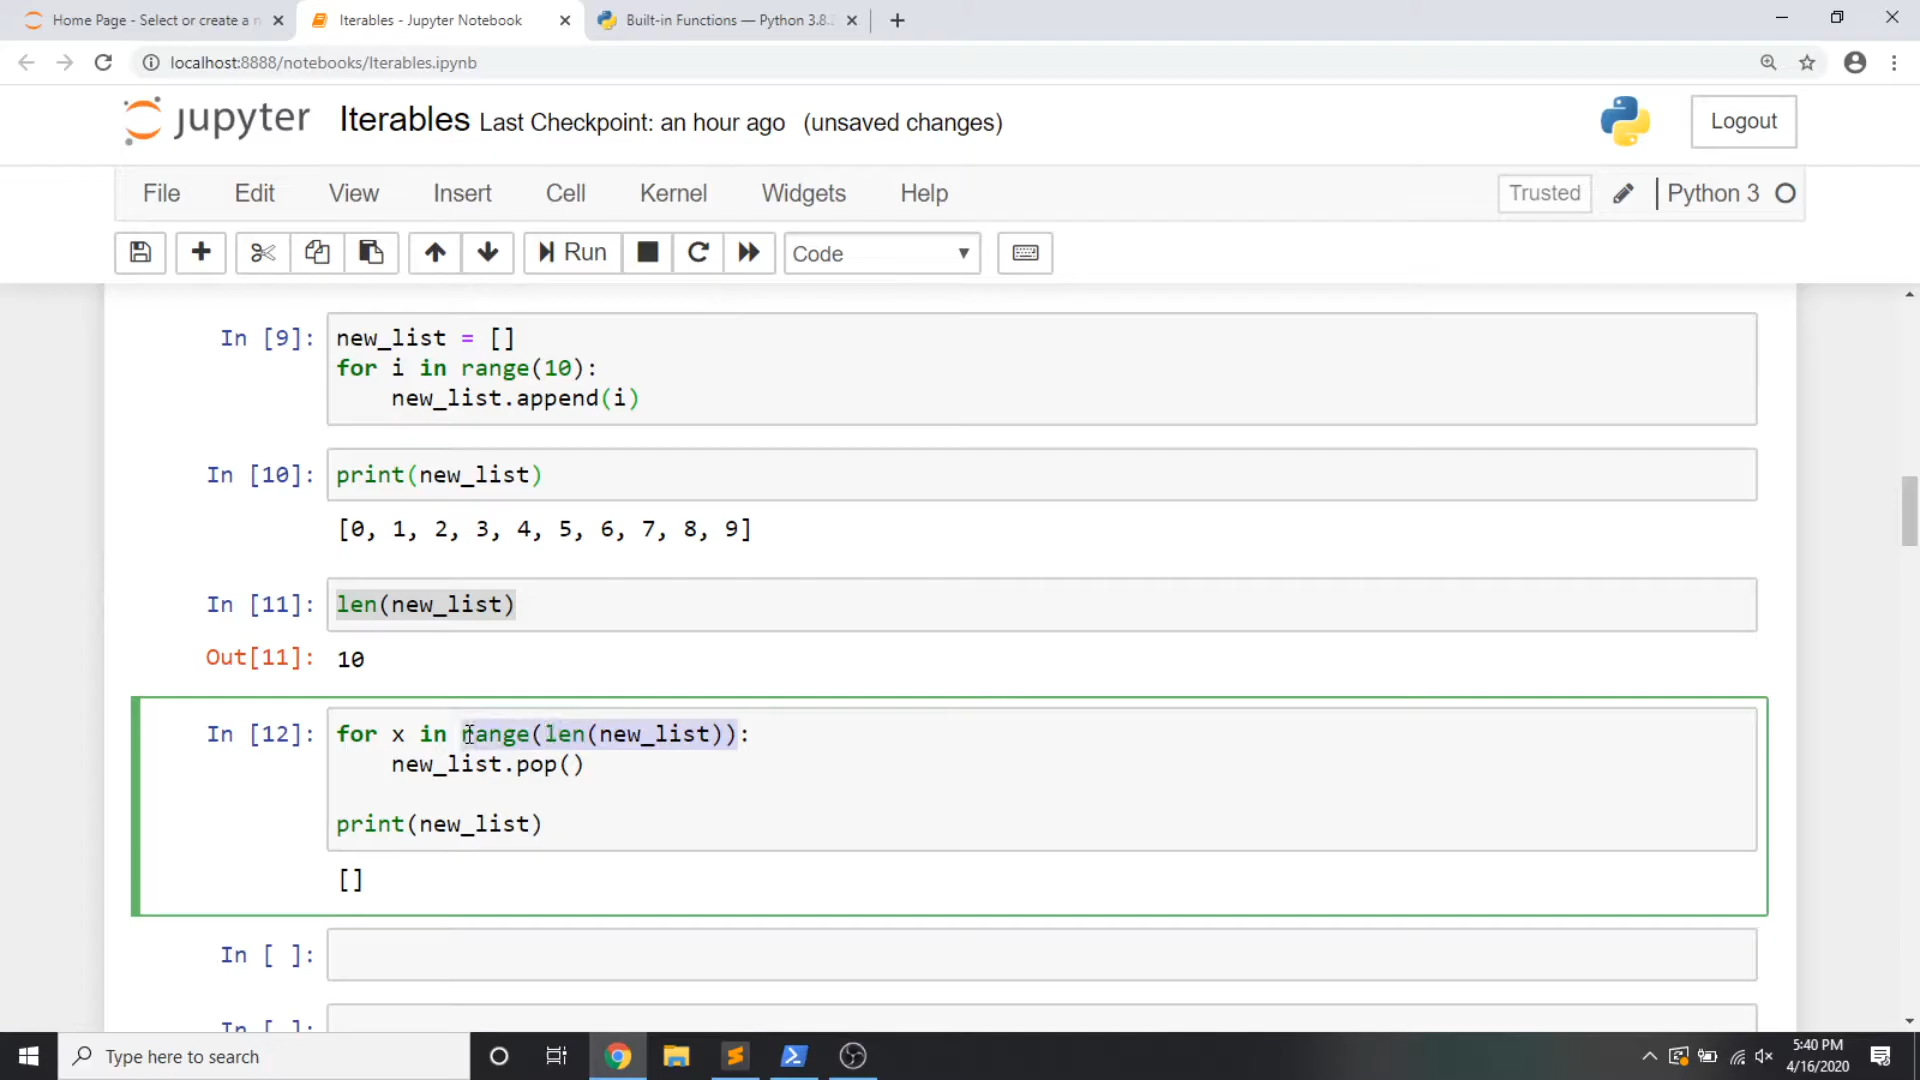 Home Page - Select or create a n
Iterables - Jupyter Notebook
Built-in Functions — Python 3.8.
localhost:8888/notebooks/Iterables.ipynb
jupyter Iterables Last Checkpoint: an hour ago (unsaved changes)
Logout
File Edit View Insert Cell Kernel Widgets Help
Trusted Python 3
Run Code
In [9]: new_list = []
for i in range(10):
    new_list.append(i)
In [10]: print(new_list)
[0, 1, 2, 3, 4, 5, 6, 7, 8, 9]
In [11]: len(new_list)
Out[11]: 10
In [12]: for x in range(len(new_list)):
    new_list.pop()
print(new_list)
[]
In [ ]:
In [ ]:
Type here to search
5:40 PM
4/16/2020